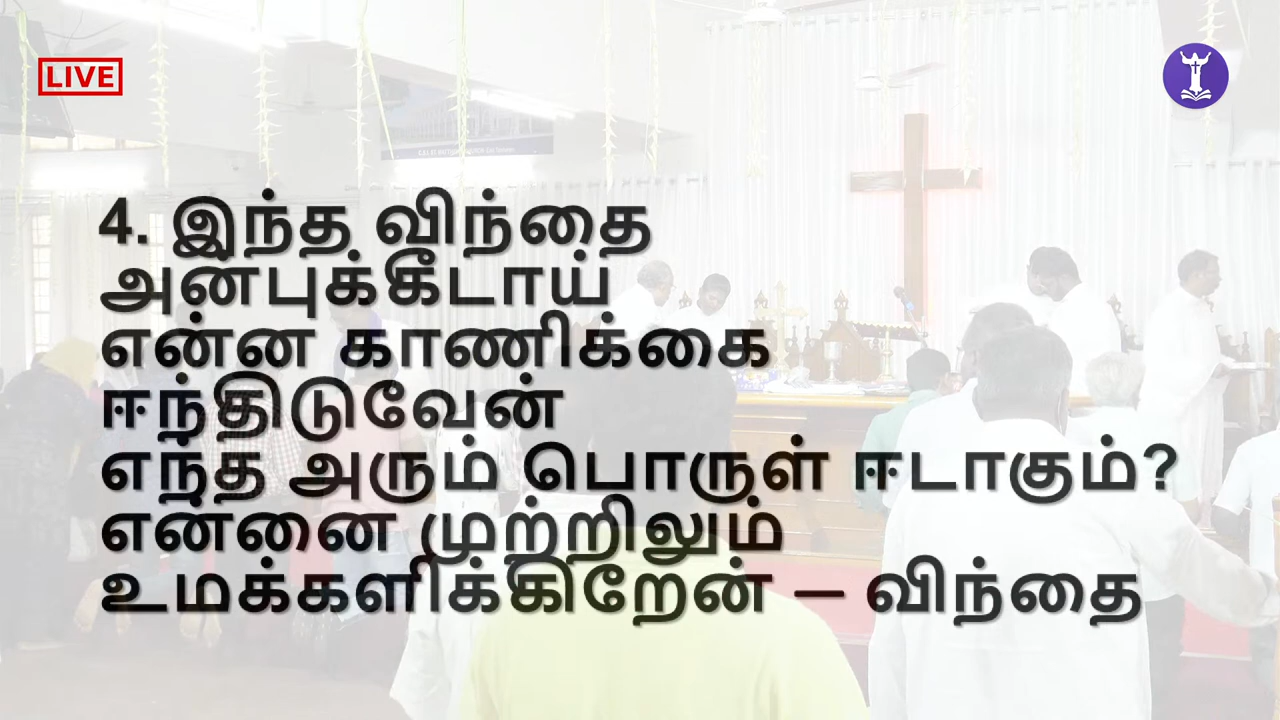 LIVE
4. இந்த விந்தை
அன்புக்கீடாய்
என்ன காணிக்கை
ஈந்திடுவேன்
எந்த அரும் பொருள் ஈடாகும்?
என்னை முற்றிலும்
உமக்களிக்கிறேன் – விந்தை